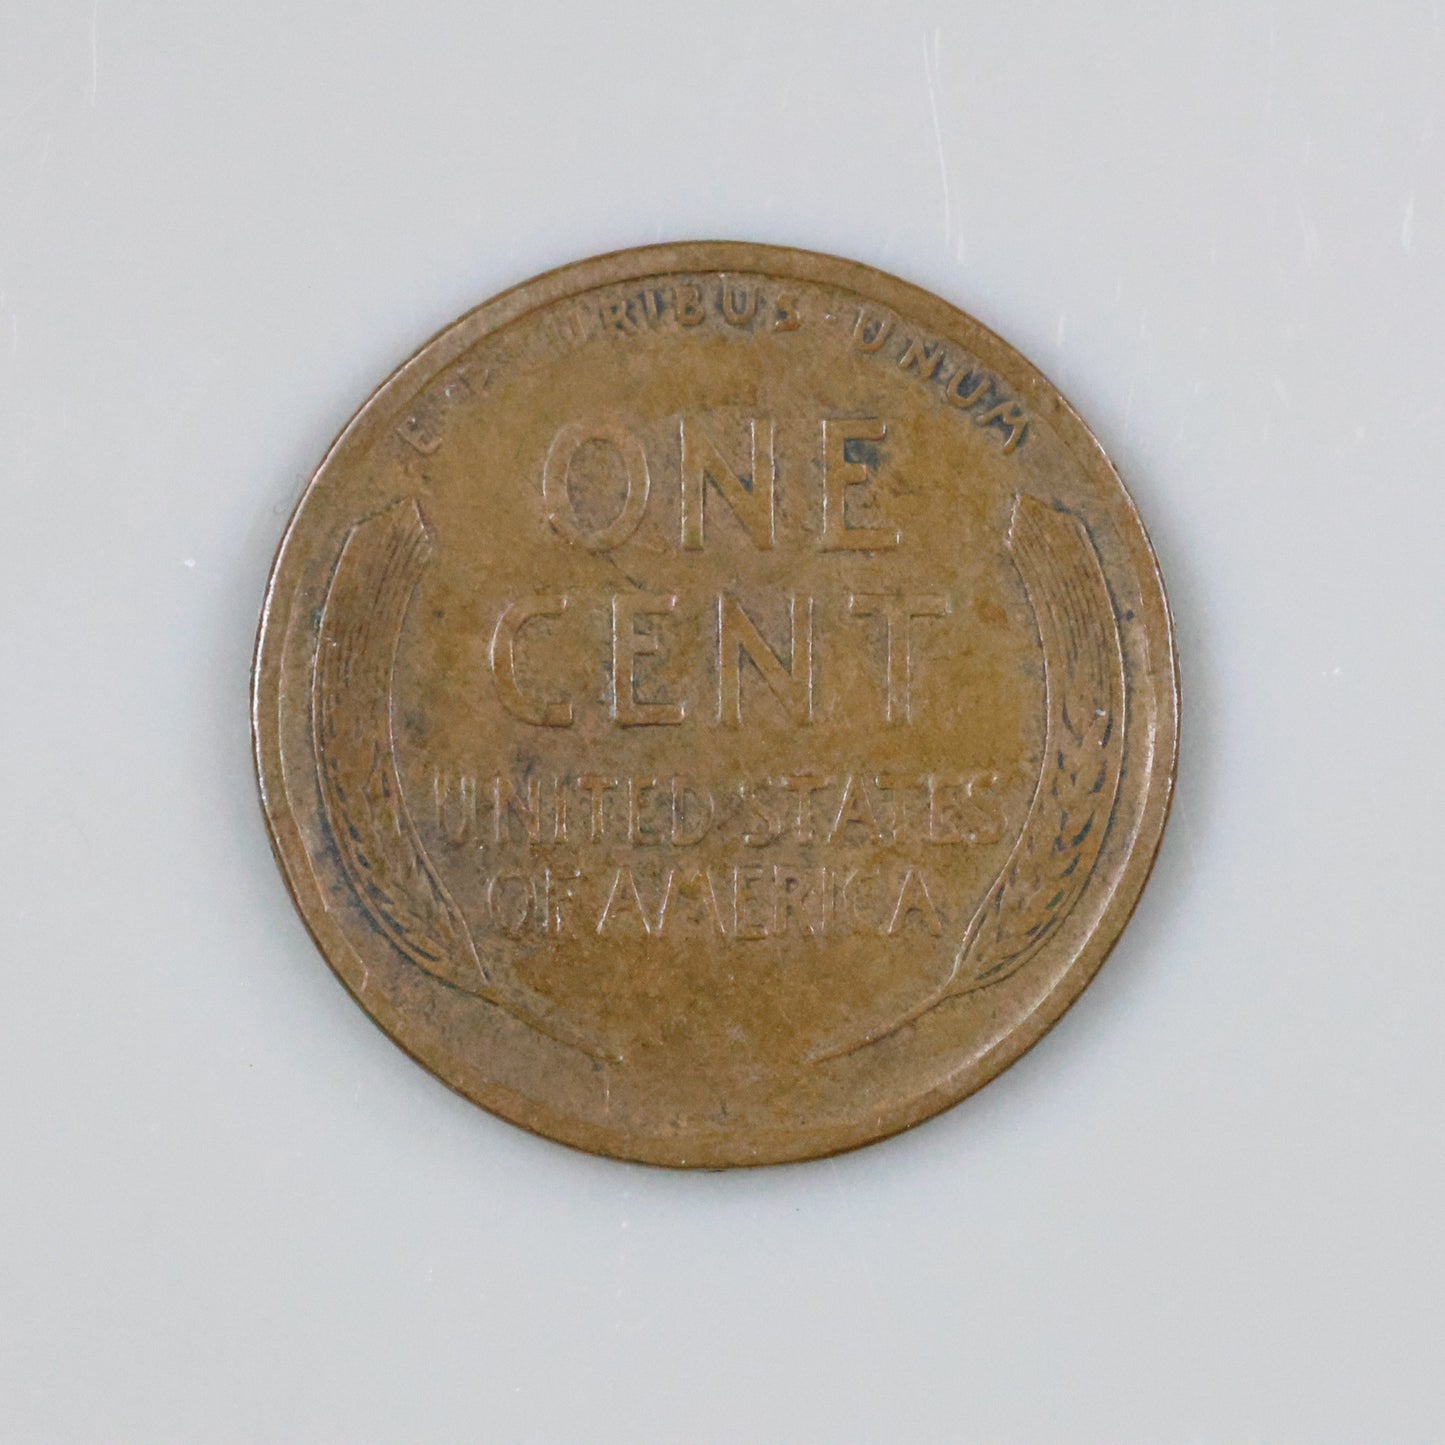 E · PLURIBUS · UNUM
ONE
CENT
UNITED STATES
OF AMERICA